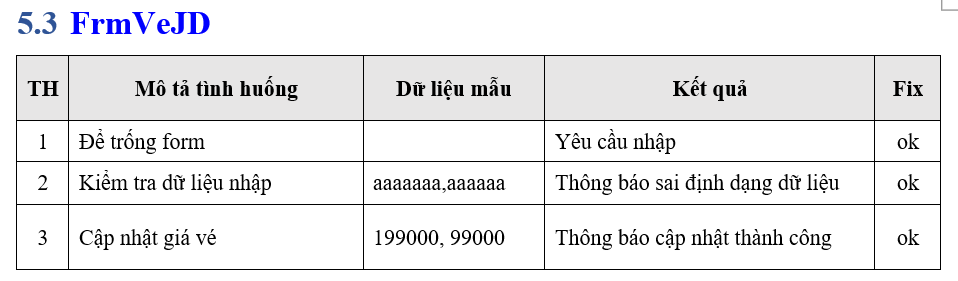 5.3 FrmVeJD
TH Mô tả tình huống Dữ liệu mẫu Kết quả Fix
1 Để trống form Yêu cầu nhập ok
2 Kiểm tra dữ liệu nhập aaaaaaa,aaaaaa Thông báo sai định dạng dữ liệu ok
3 Cập nhật giá vé 199000, 99000 Thông báo cập nhật thành công ok